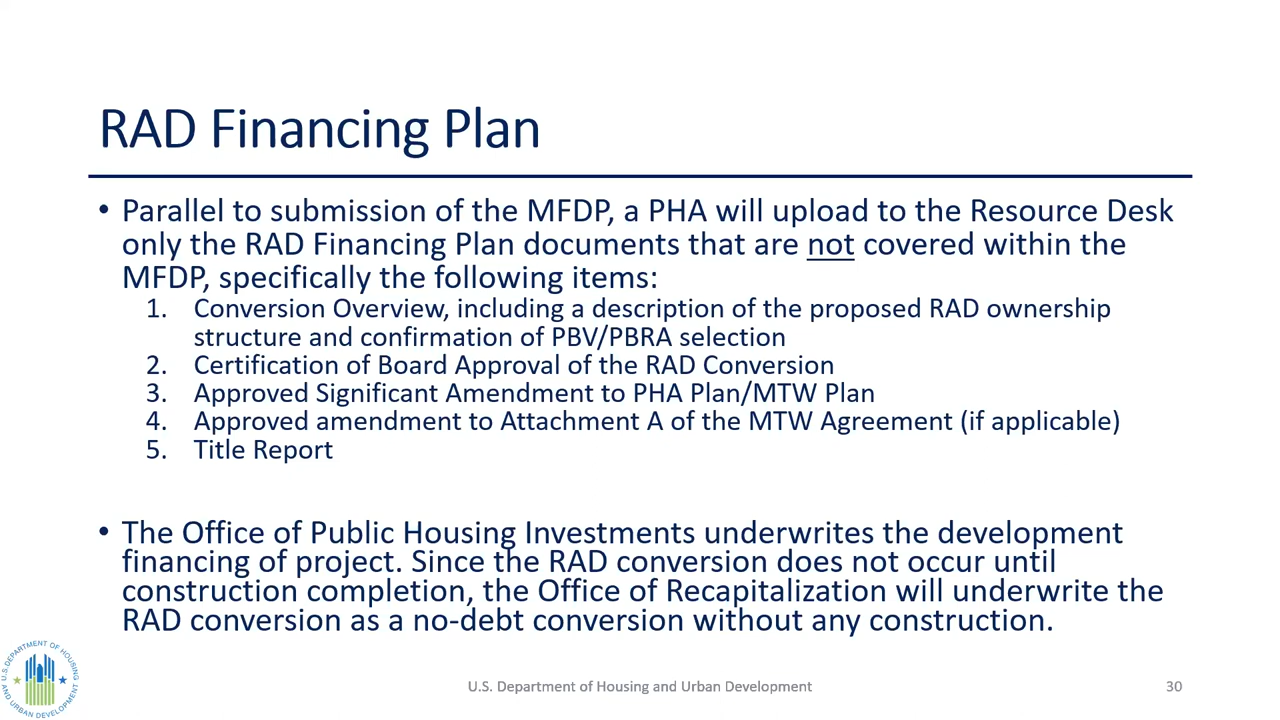 RAD Financing Plan
• Parallel to submission of the MFDP, a PHA will upload to the Resource Desk
only the RAD Financing Plan documents that are not covered within the
MFDP, specifically the following items:
1. Conversion Overview, including a description of the proposed RAD ownership
structure and confirmation of PBV/PBRA selection
2. Certification of Board Approval of the RAD Conversion
3. Approved Significant Amendment to PHA Plan/MTW Plan
4. Approved amendment to Attachment A of the MTW Agreement (if applicable)
5. Title Report
• The Office of Public Housing Investments underwrites the development
financing of project. Since the RAD conversion does not occur until
construction completion, the Office of Recapitalization will underwrite the
RAD conversion as a no-debt conversion without any construction.
U.S. DEPARTMENT OF HOUSING
AND URBAN DEVELOPMENT
U.S. Department of Housing and Urban Development
30